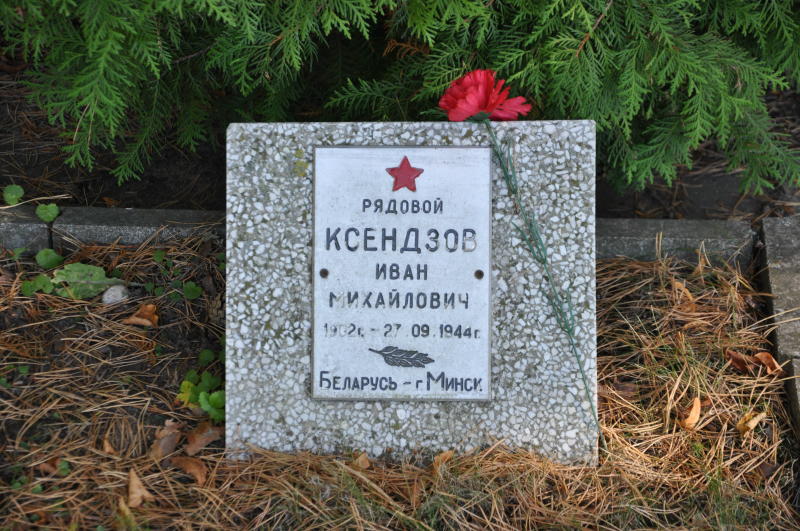 РЯДОВОЙ
КСЕНДЗОВ
ИВАН
МИХАЙЛОВИЧ
1902г.- 27.09.1944г.
БЕЛАРУСЬ - г МИНСК